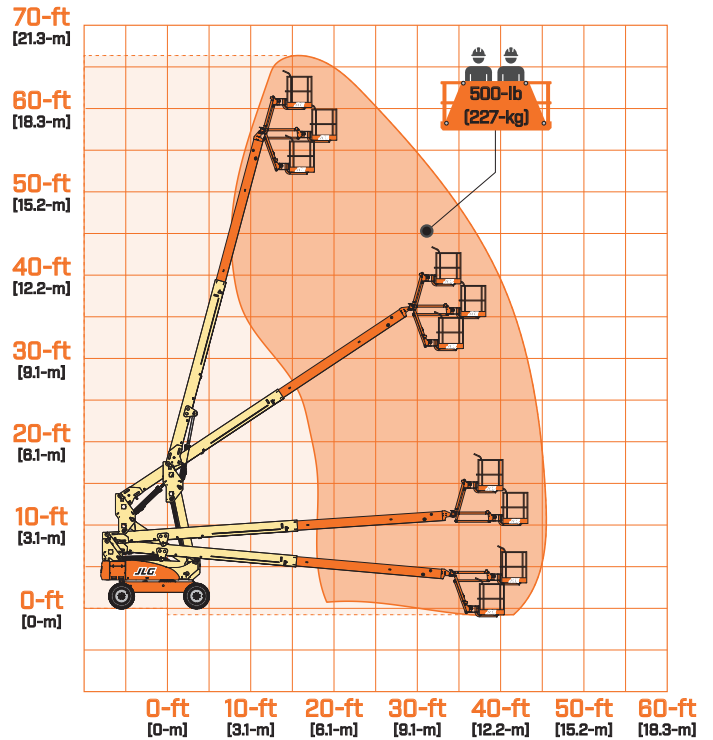 70-ft
[21.3-m]
500-lb
(227-kg)
60-ft
[18.3-m]
50-ft
[15.2-m]
40-ft
[12.2-m]
30-ft
[9.1-m]
20-ft
[6.1-m]
10-ft
[3.1-m]
JLG
0-ft
[0-m]
0-ft 10-ft 20-ft 30-ft 40-ft 50-ft 60-ft
[0-m] [3.1-m] [6.1-m] [9.1-m] [12.2-m] [15.2-m] [18.3-m]